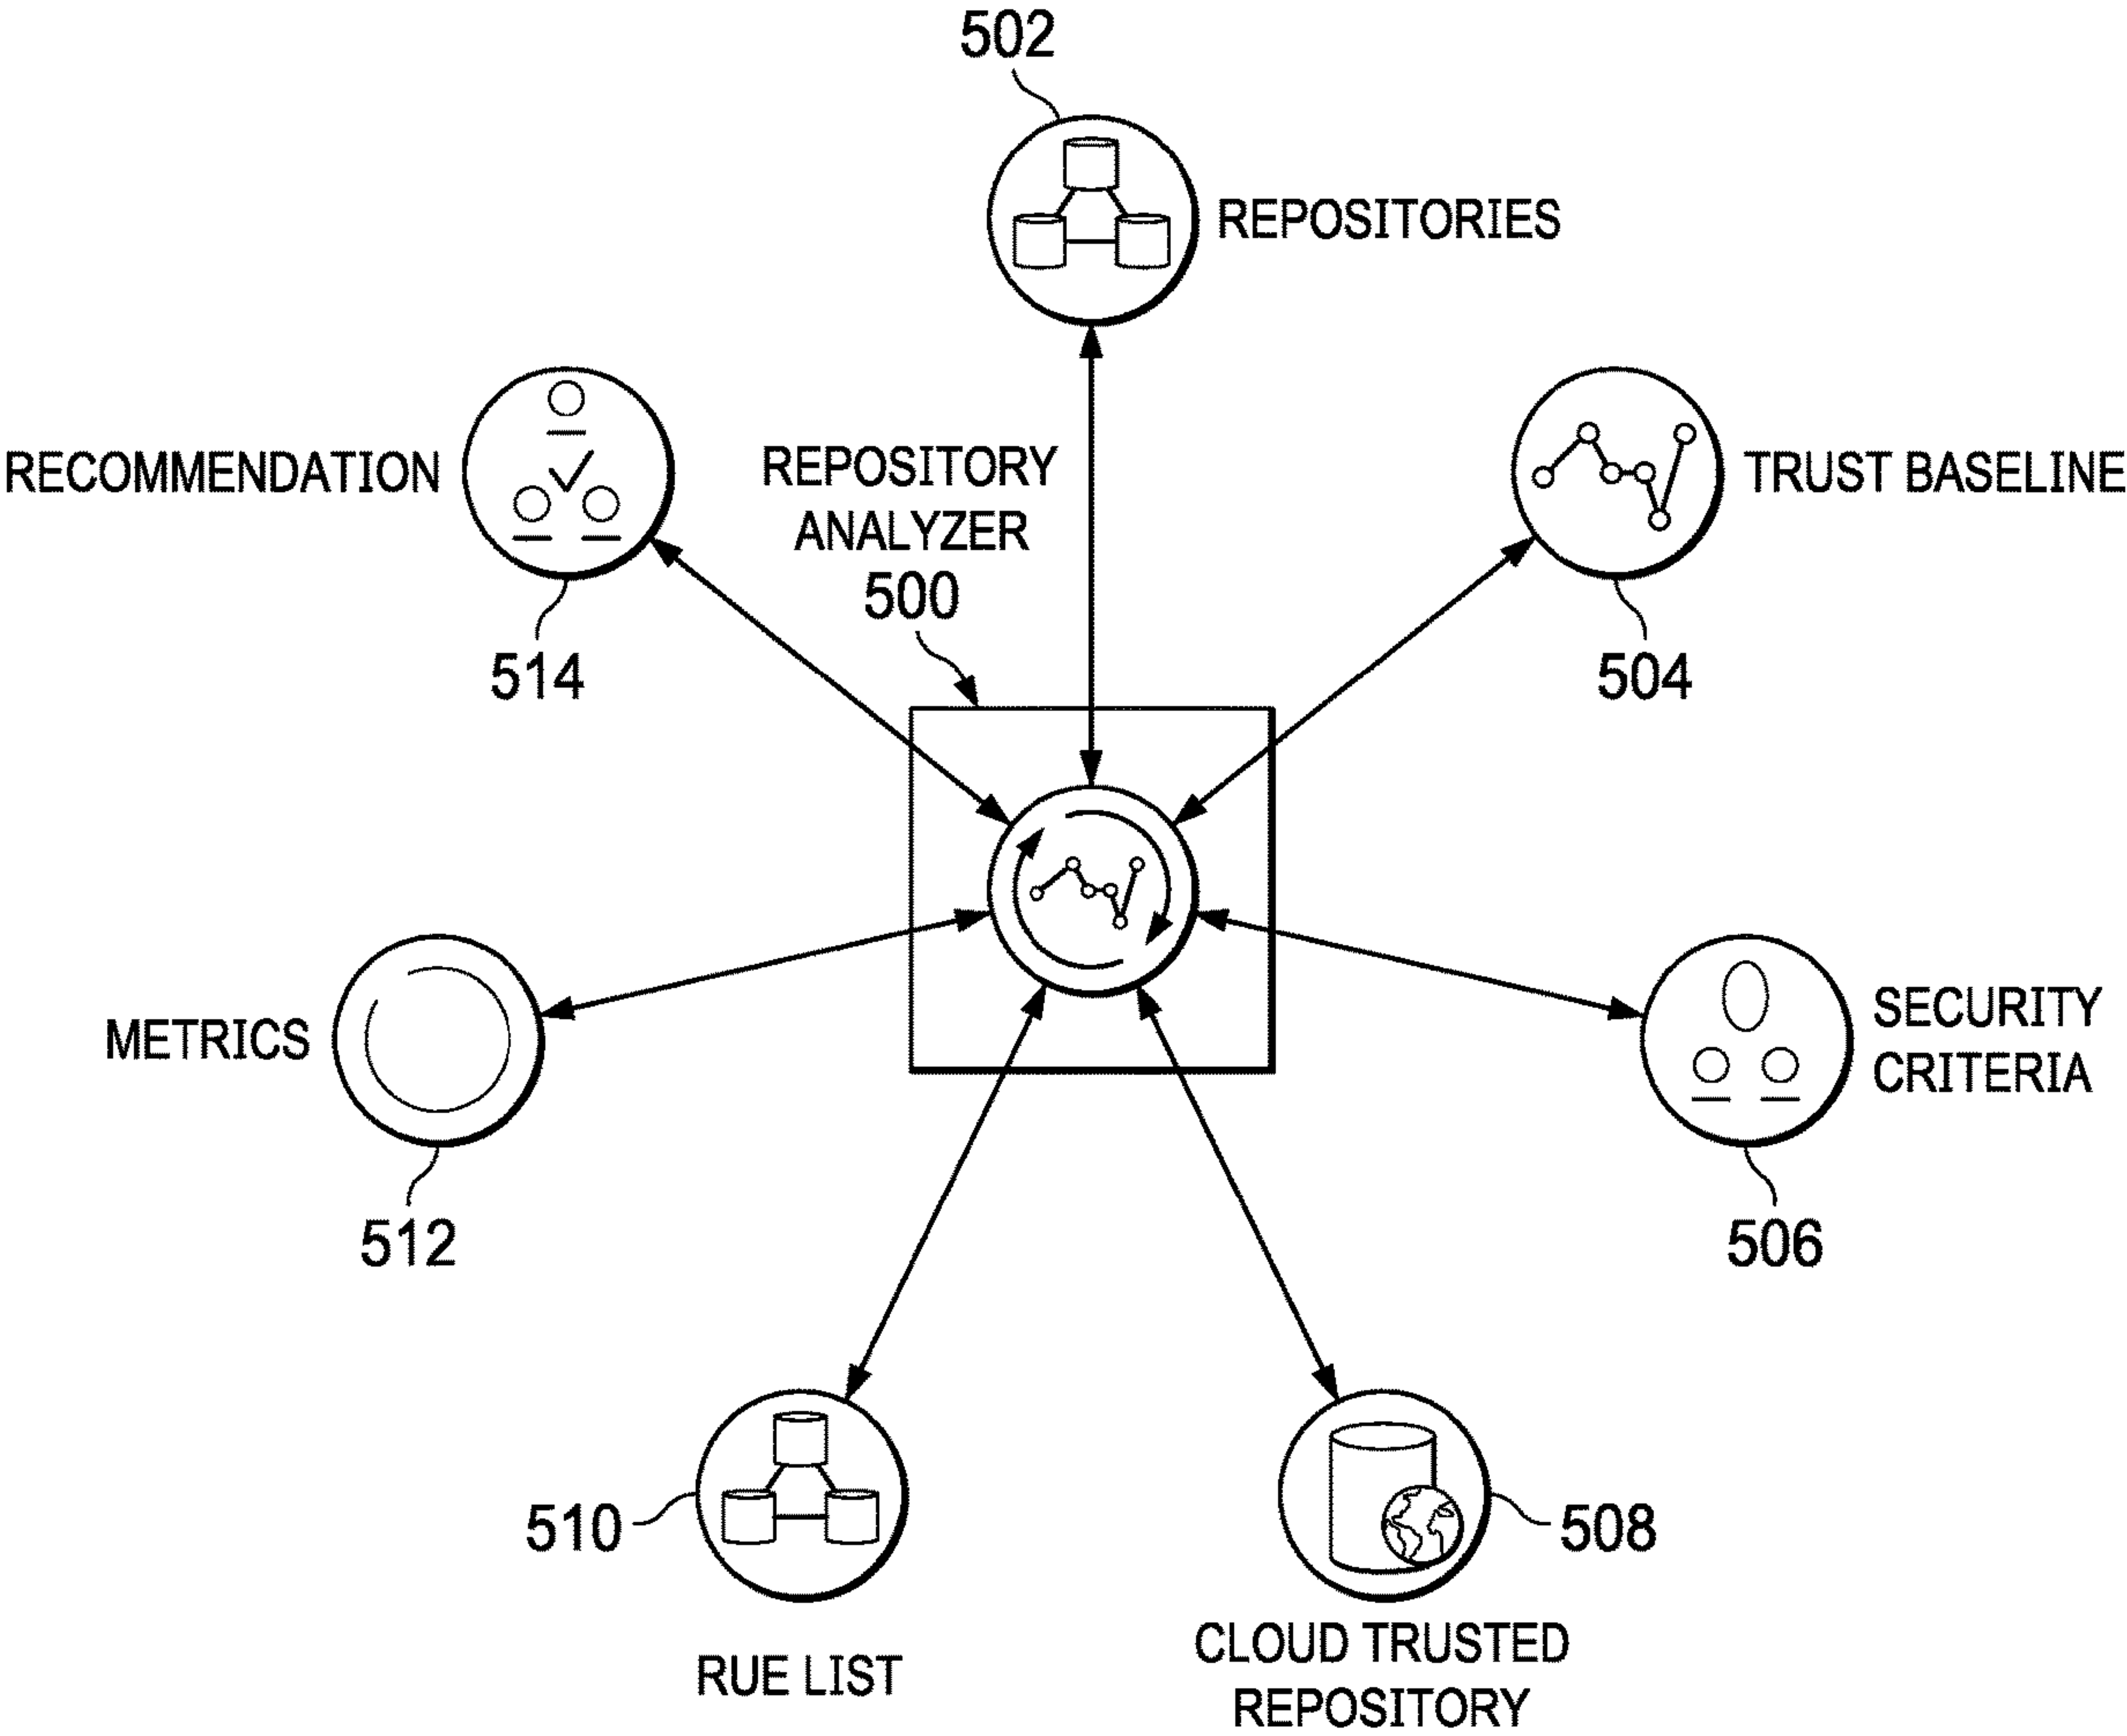 502
REPOSITORIES
RECOMMENDATION
514
REPOSITORY
ANALYZER
500
TRUST BASELINE
504
METRICS
512
SECURITY
CRITERIA
506
510
RUE LIST
508
CLOUD TRUSTED
REPOSITORY